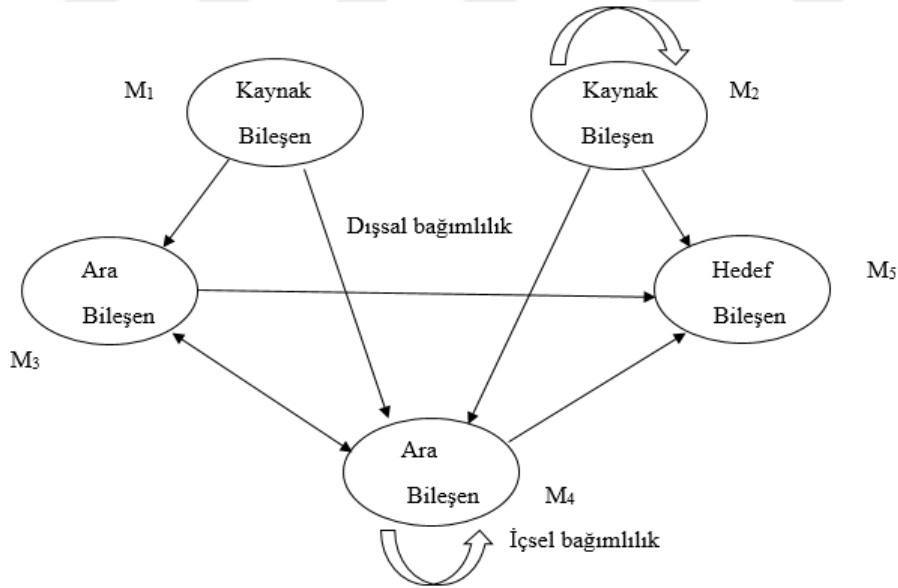 M₁
Kaynak
Bileşen
Kaynak
Bileşen
M₂
Dışsal bağımlılık
Ara
Bileşen
M₃
Hedef
Bileşen
M₅
Ara
Bileşen
M₄
İçsel bağımlılık